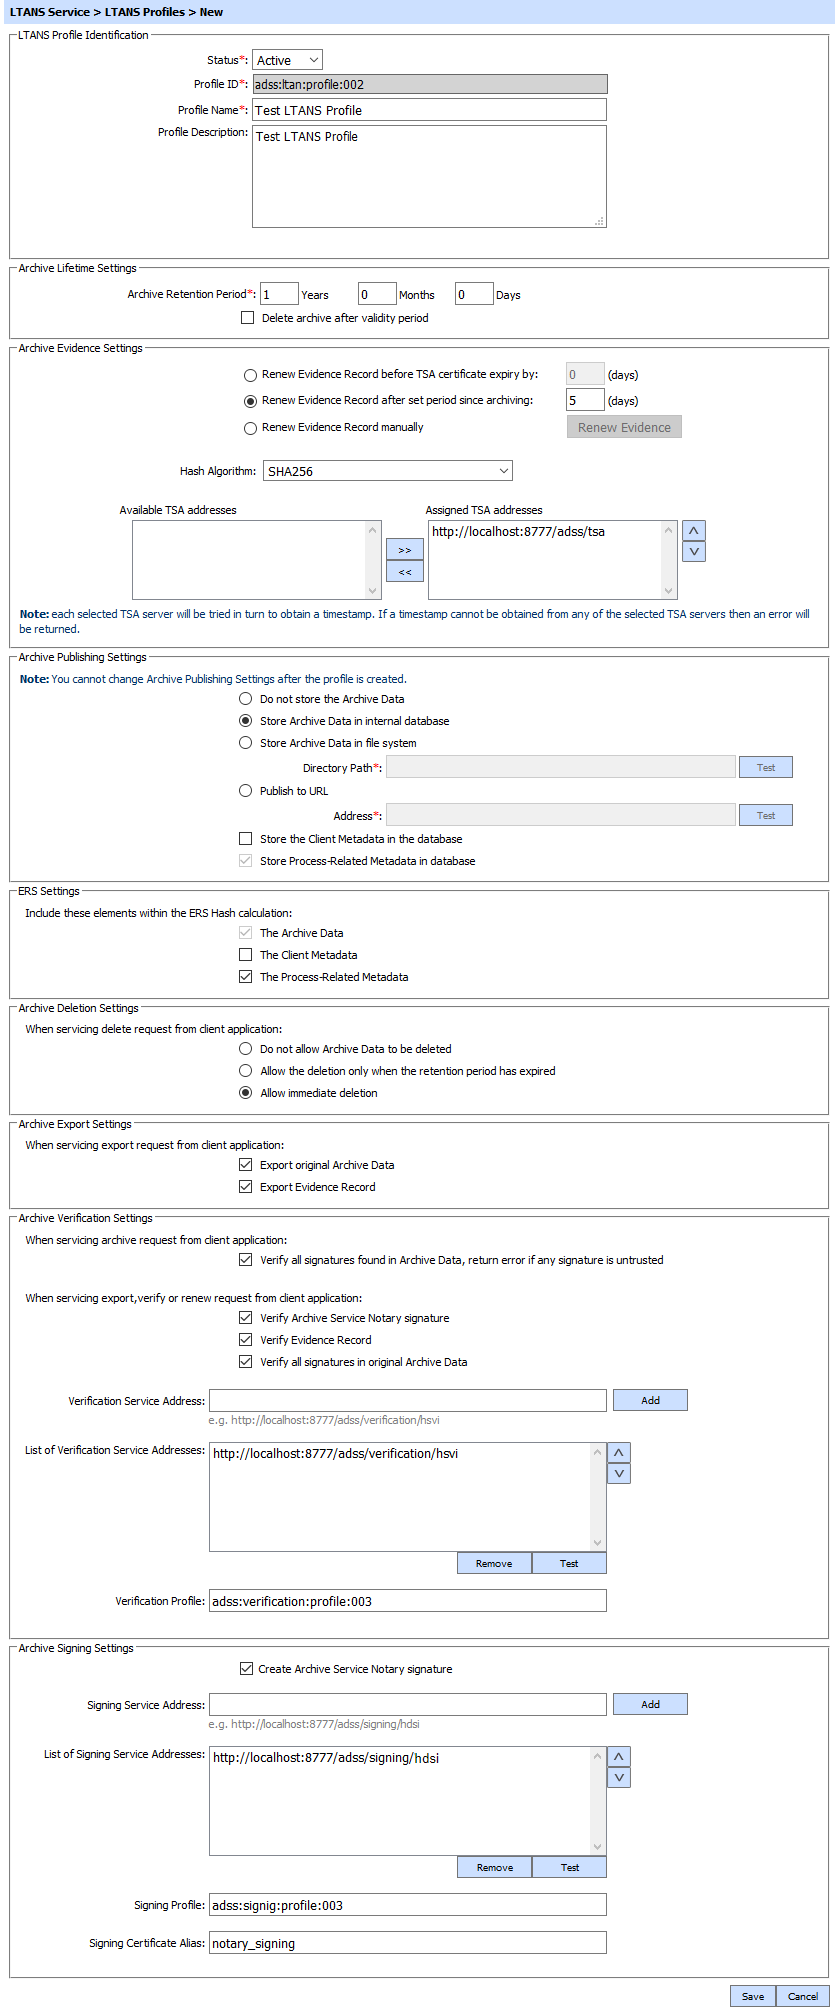 LTANS Service > LTANS Profiles > New
LTANS Profile Identification
Status*: Active
Profile ID*: adss:ltan:profile:002
Profile Name*: Test LTANS Profile
Profile Description: Test LTANS Profile
Archive Lifetime Settings
Archive Retention Period*: 1 Years 0 Months 0 Days
Delete archive after validity period
Archive Evidence Settings
Renew Evidence Record before TSA certificate expiry by: 0 (days)
Renew Evidence Record after set period since archiving: 5 (days)
Renew Evidence Record manually Renew Evidence
Hash Algorithm: SHA256
Available TSA addresses Assigned TSA addresses
http://localhost:8777/adss/tsa
>>
<<
Note: each selected TSA server will be tried in turn to obtain a timestamp. If a timestamp cannot be obtained from any of the selected TSA servers then an error will
be returned.
Archive Publishing Settings
Note: You cannot change Archive Publishing Settings after the profile is created.
Do not store the Archive Data
Store Archive Data in internal database
Store Archive Data in file system
Directory Path*: Test
Publish to URL
Address*: Test
Store the Client Metadata in the database
Store Process-Related Metadata in database
ERS Settings
Include these elements within the ERS Hash calculation:
The Archive Data
The Client Metadata
The Process-Related Metadata
Archive Deletion Settings
When servicing delete request from client application:
Do not allow Archive Data to be deleted
Allow the deletion only when the retention period has expired
Allow immediate deletion
Archive Export Settings
When servicing export request from client application:
Export original Archive Data
Export Evidence Record
Archive Verification Settings
When servicing archive request from client application:
Verify all signatures found in Archive Data, return error if any signature is untrusted
When servicing export,verify or renew request from client application:
Verify Archive Service Notary signature
Verify Evidence Record
Verify all signatures in original Archive Data
Verification Service Address: Add
e.g. http://localhost:8777/adss/verification/hsvi
List of Verification Service Addresses: http://localhost:8777/adss/verification/hsvi
Remove Test
Verification Profile: adss:verification:profile:003
Archive Signing Settings
Create Archive Service Notary signature
Signing Service Address: Add
e.g. http://localhost:8777/adss/signing/hdsi
List of Signing Service Addresses: http://localhost:8777/adss/signing/hdsi
Remove Test
Signing Profile: adss:signig:profile:003
Signing Certificate Alias: notary_signing
Save Cancel